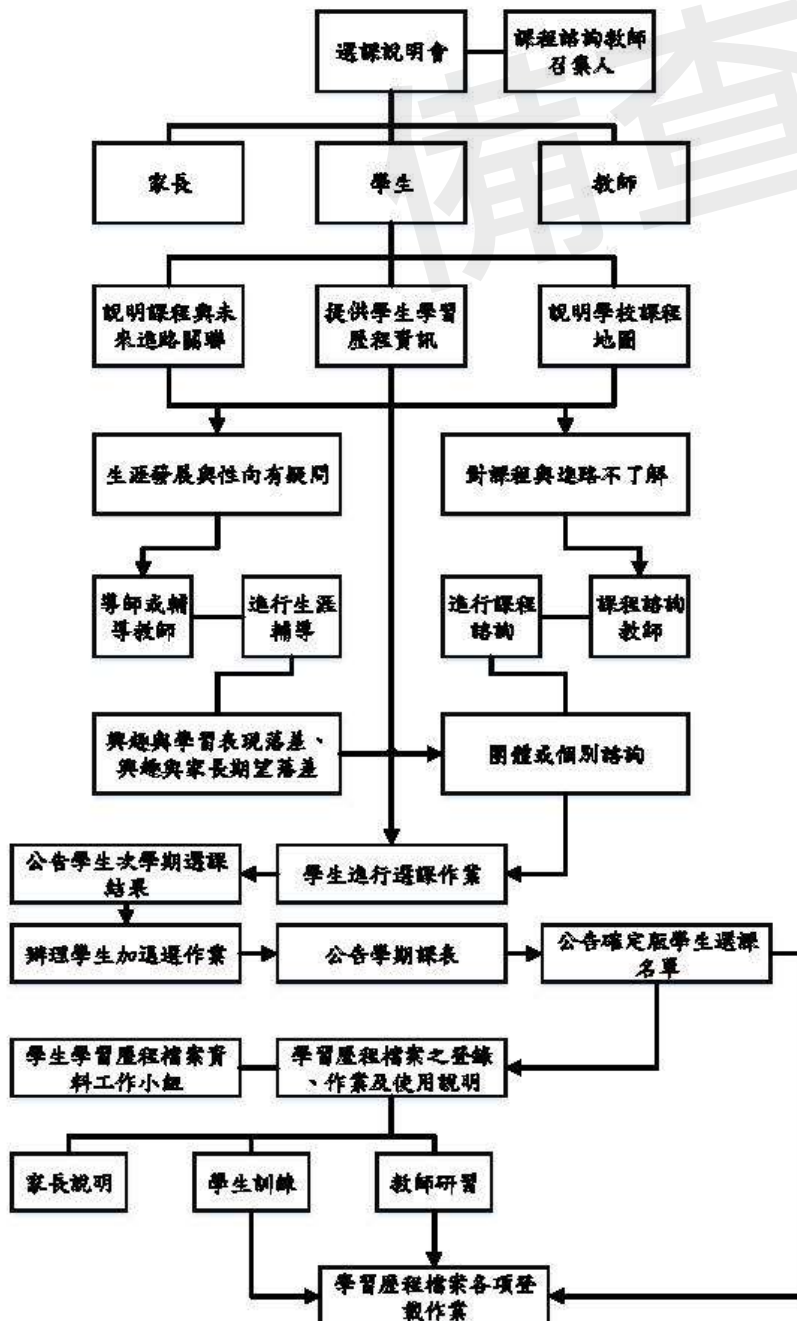 選課說明會
課程諮詢教師
召集人
備查
家長
學生
教師
說明課程與未
來進路關聯
提供學生學習
歷程資訊
說明學校課程
地圖
生涯發展與性向有疑問
對課程與進路不了解
導師或輔
導教師
進行生涯
輔導
進行課程
諮詢
課程諮詢
教師
興趣與學習表現落差、
興趣與家長期望落差
團體或個別諮詢
公告學生次學期選課
結果
學生進行選課作業
辦理學生加退選作業
公告學期課表
公告確定版學生選課
名單
學生學習歷程檔案資
料工作小組
學習歷程檔案之登錄
、作業及使用說明
家長說明
學生訓練
教師研習
學習歷程檔案各項登
載作業